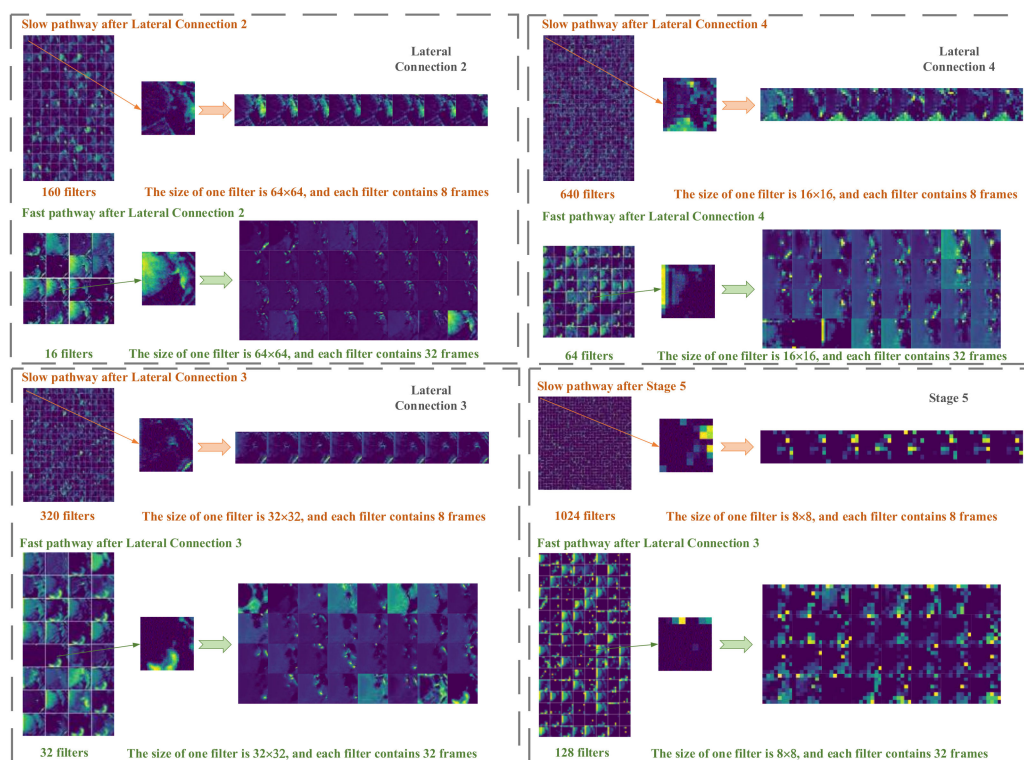 Slow pathway after Lateral Connection 2
Lateral
Connection 2
160 filters
The size of one filter is 64×64, and each filter contains 8 frames
Fast pathway after Lateral Connection 2
16 filters
The size of one filter is 64×64, and each filter contains 32 frames
Slow pathway after Lateral Connection 4
Lateral
Connection 4
640 filters
The size of one filter is 16×16, and each filter contains 8 frames
Fast pathway after Lateral Connection 4
64 filters
The size of one filter is 16×16, and each filter contains 32 frames
Slow pathway after Lateral Connection 3
Lateral
Connection 3
320 filters
The size of one filter is 32×32, and each filter contains 8 frames
Fast pathway after Lateral Connection 3
32 filters
The size of one filter is 32×32, and each filter contains 32 frames
Slow pathway after Stage 5
Stage 5
1024 filters
The size of one filter is 8×8, and each filter contains 8 frames
Fast pathway after Lateral Connection 3
128 filters
The size of one filter is 8×8, and each filter contains 32 frames